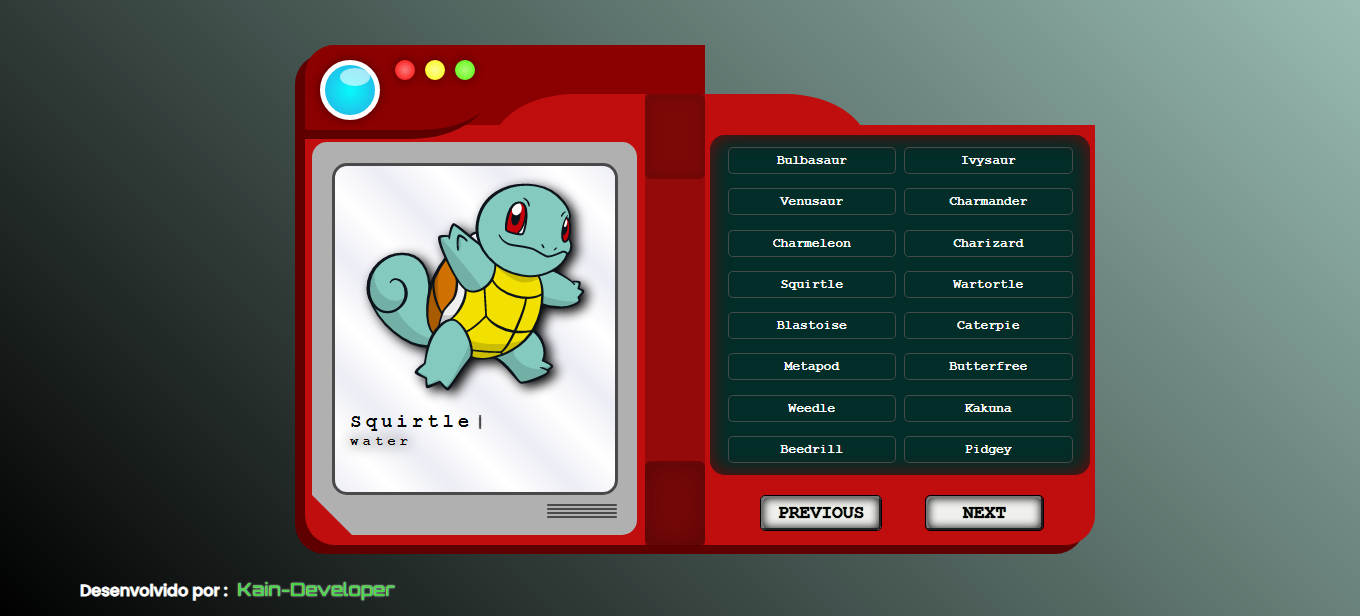 Squirtle|
water
Bulbasaur Ivysaur
Venusaur Charmander
Charmeleon Charizard
Squirtle Wartortle
Blastoise Caterpie
Metapod Butterfree
Weedle Kakuna
Beedrill Pidgey
PREVIOUS NEXT
Desenvolvido por : Kain-Developer